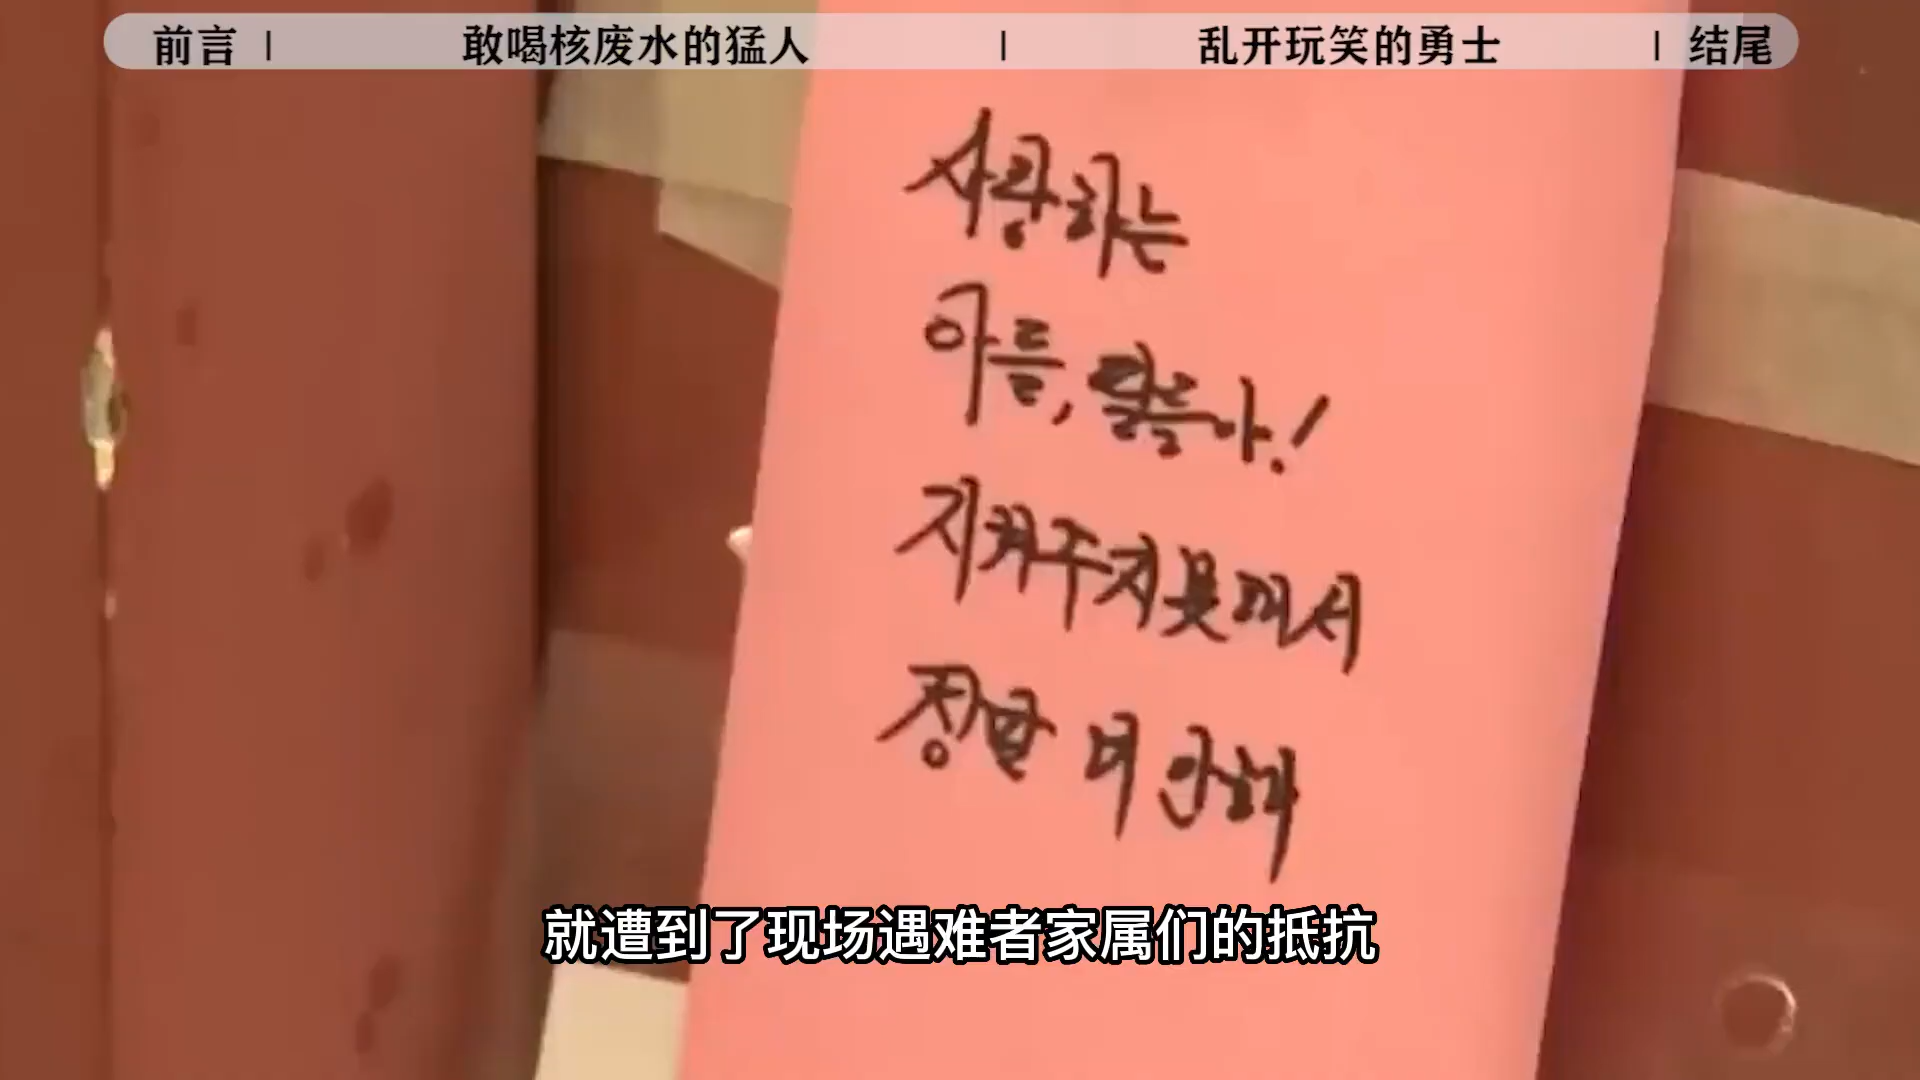 前言 | 敢喝核废水的猛人 | 乱开玩笑的勇士 | 结尾
사랑하는
아들, 딸들아!
지켜주지못해서
정말 미안하다
就遭到了现场遇难者家属们的抵抗